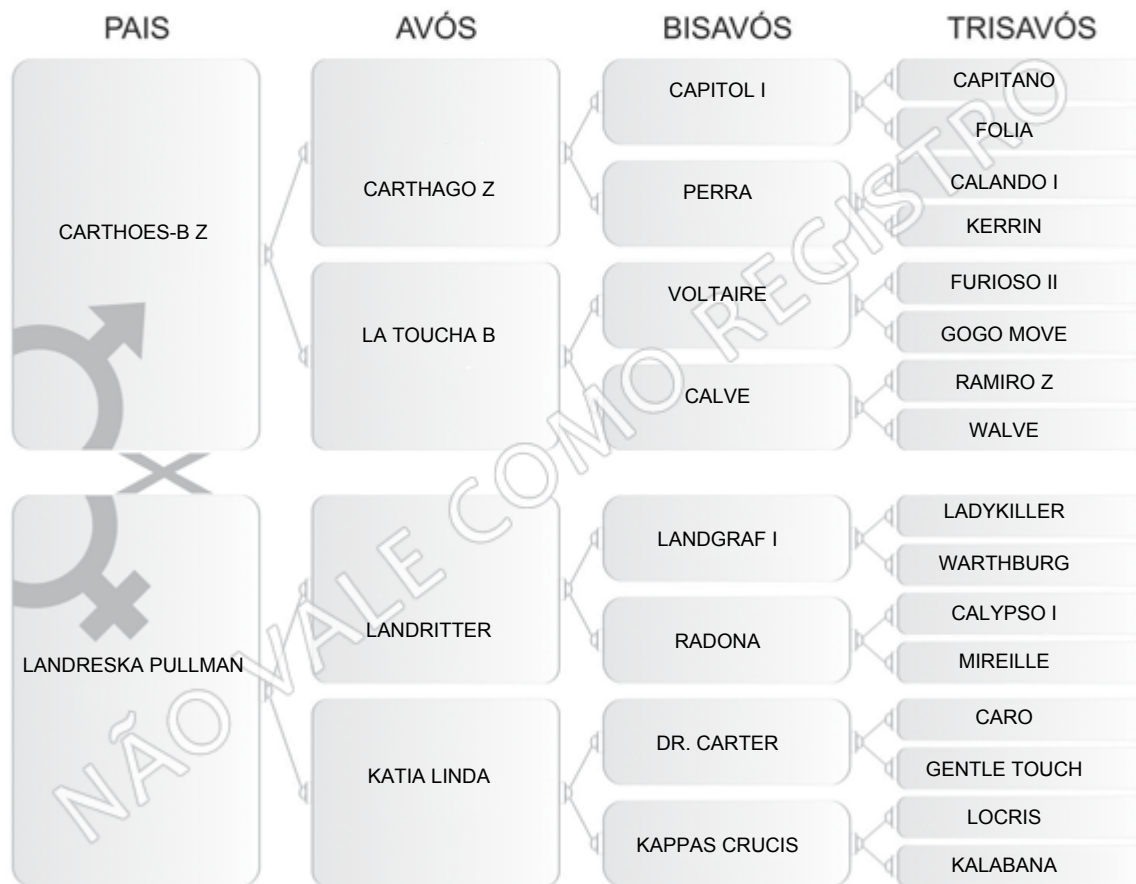 PAIS AVÓS BISAVÓS TRISAVÓS
CARTHOES-B Z
CARTHAGO Z
CAPITOL I
CAPITANO
FOLIA
PERRA
CALANDO I
KERRIN
LA TOUCHA B
VOLTAIRE
FURIOSO II
GOGO MOVE
CALVE
RAMIRO Z
WALVE
LANDRESKA PULLMAN
LANDRITTER
LANDGRAF I
LADYKILLER
WARTHBURG
RADONA
CALYPSO I
MIREILLE
KATIA LINDA
DR. CARTER
CARO
GENTLE TOUCH
KAPPAS CRUCIS
LOCRIS
KALABANA
NÃO VALE COMO REGISTRO